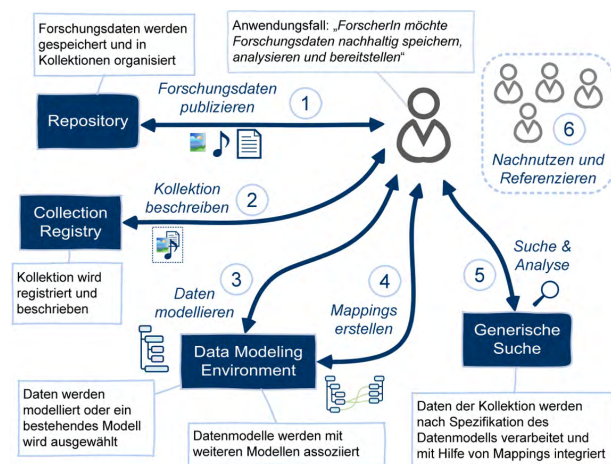 Forschungsdaten werden
gespeichert und in
Kollektionen organisiert
Anwendungsfall: „ForscherIn möchte
Forschungsdaten nachhaltig speichern,
analysieren und bereitstellen“
Forschungsdaten
publizieren
1
Repository
6
Nachnutzen und
Referenzieren
Kollektion
beschreiben
2
Collection
Registry
Kollektion wird
registriert und
beschrieben
3
Daten
modellieren
4
Mappings
erstellen
5
Suche &
Analyse
Data Modeling
Environment
Generische
Suche
Daten werden
modelliert oder ein
bestehendes Modell
wird ausgewählt
Datenmodelle werden mit
weiteren Modellen assoziiert
Daten der Kollektion werden
nach Spezifikation des
Datenmodells verarbeitet und
mit Hilfe von Mappings integriert